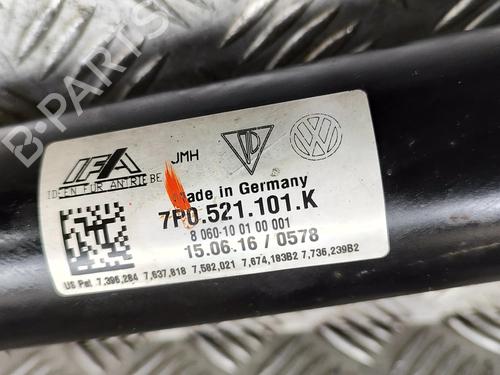 B-PARTS
IFA
JMH
VW
IDEEN FÜR ANTRIEBE
Made in Germany
7P0.521.101.K
8 060-10 01 00 001
15.06.16 / 0578
US Pat 7,396,284 7,637,818 7,582,021 7,674,183B2 7,736,239B2